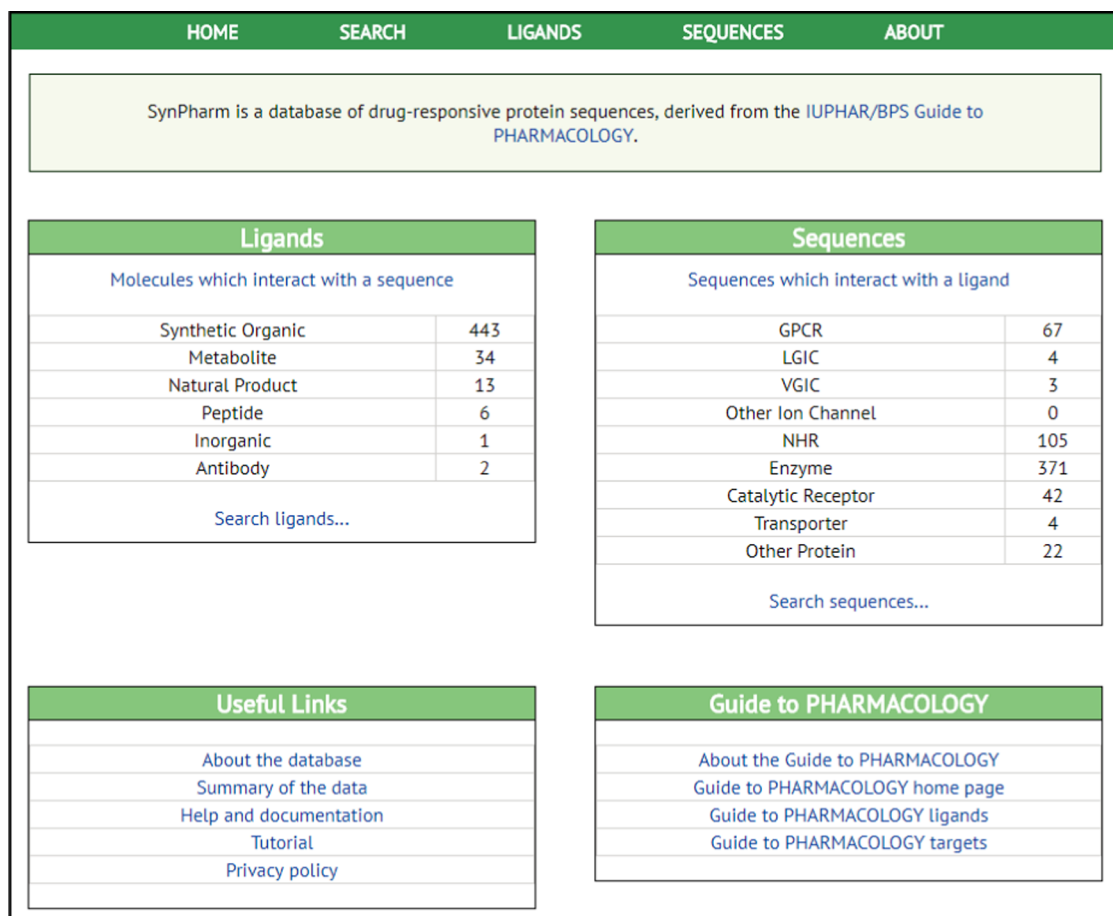 HOME SEARCH LIGANDS SEQUENCES ABOUT
SynPharm is a database of drug-responsive protein sequences, derived from the IUPHAR/BPS Guide to
PHARMACOLOGY.
Ligands
Molecules which interact with a sequence
Synthetic Organic 443
Metabolite 34
Natural Product 13
Peptide 6
Inorganic 1
Antibody 2
Search ligands...
Sequences
Sequences which interact with a ligand
GPCR 67
LGIC 4
VGIC 3
Other Ion Channel 0
NHR 105
Enzyme 371
Catalytic Receptor 42
Transporter 4
Other Protein 22
Search sequences...
Useful Links
About the database
Summary of the data
Help and documentation
Tutorial
Privacy policy
Guide to PHARMACOLOGY
About the Guide to PHARMACOLOGY
Guide to PHARMACOLOGY home page
Guide to PHARMACOLOGY ligands
Guide to PHARMACOLOGY targets